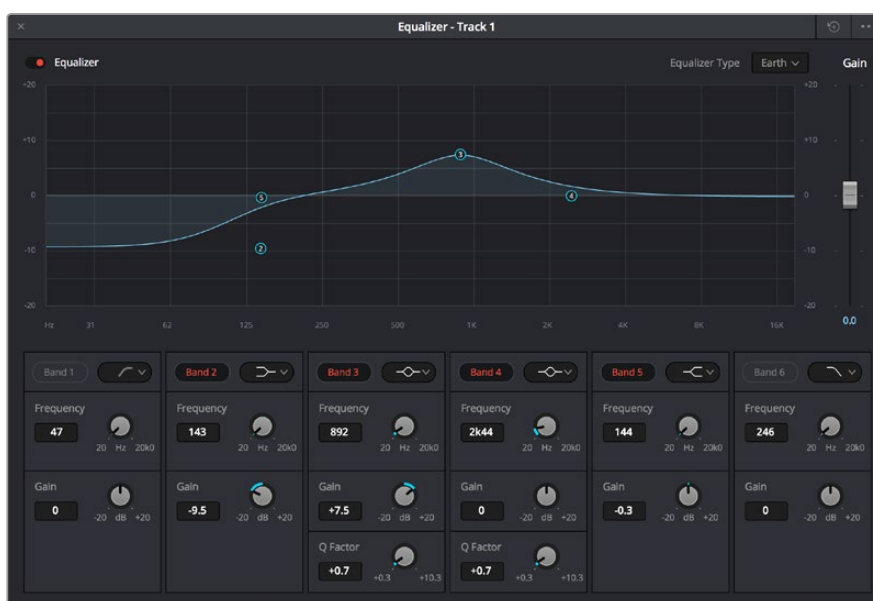 Equalizer - Track 1
Equalizer
Equalizer Type Earth
Gain
+20 +20
+10 +10
0 0
-10 -10
-20 -20
5 3 4 2
Hz 31 62 125 250 500 1K 2K 4K 8K 16K
0.0
Band 1 Band 2 Band 3 Band 4 Band 5 Band 6
Frequency Frequency Frequency Frequency Frequency Frequency
47 143 892 2k44 144 246
20 Hz 20k0 20 Hz 20k0 20 Hz 20k0 20 Hz 20k0 20 Hz 20k0 20 Hz 20k0
Gain Gain Gain Gain Gain Gain
0 -9.5 +7.5 0 -0.3 0
-20 dB +20 -20 dB +20 -20 dB +20 -20 dB +20 -20 dB +20 -20 dB +20
Q Factor Q Factor
+0.7 +0.7
+0.3 +10.3 +0.3 +10.3